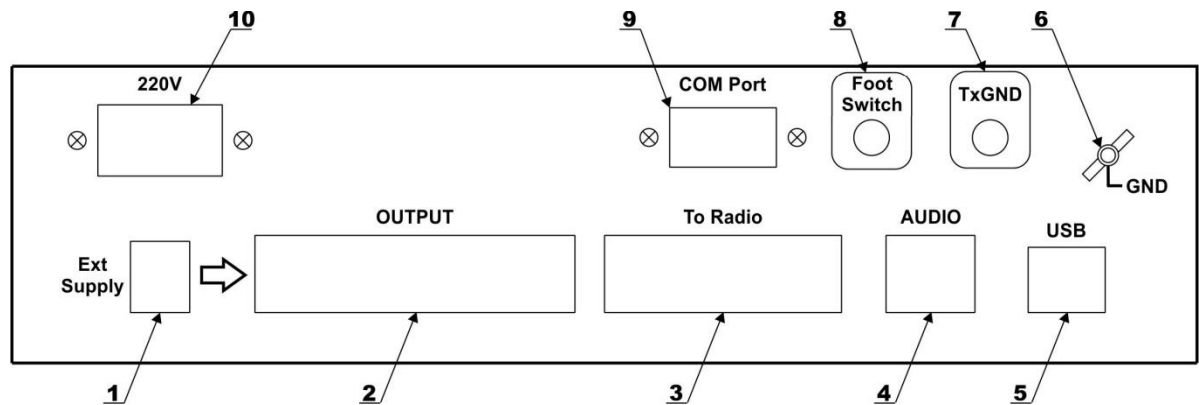 10
9
8
7
6
220V
COM Port
Foot
Switch
TxGND
GND
OUTPUT
To Radio
AUDIO
USB
Ext
Supply
1
2
3
4
5